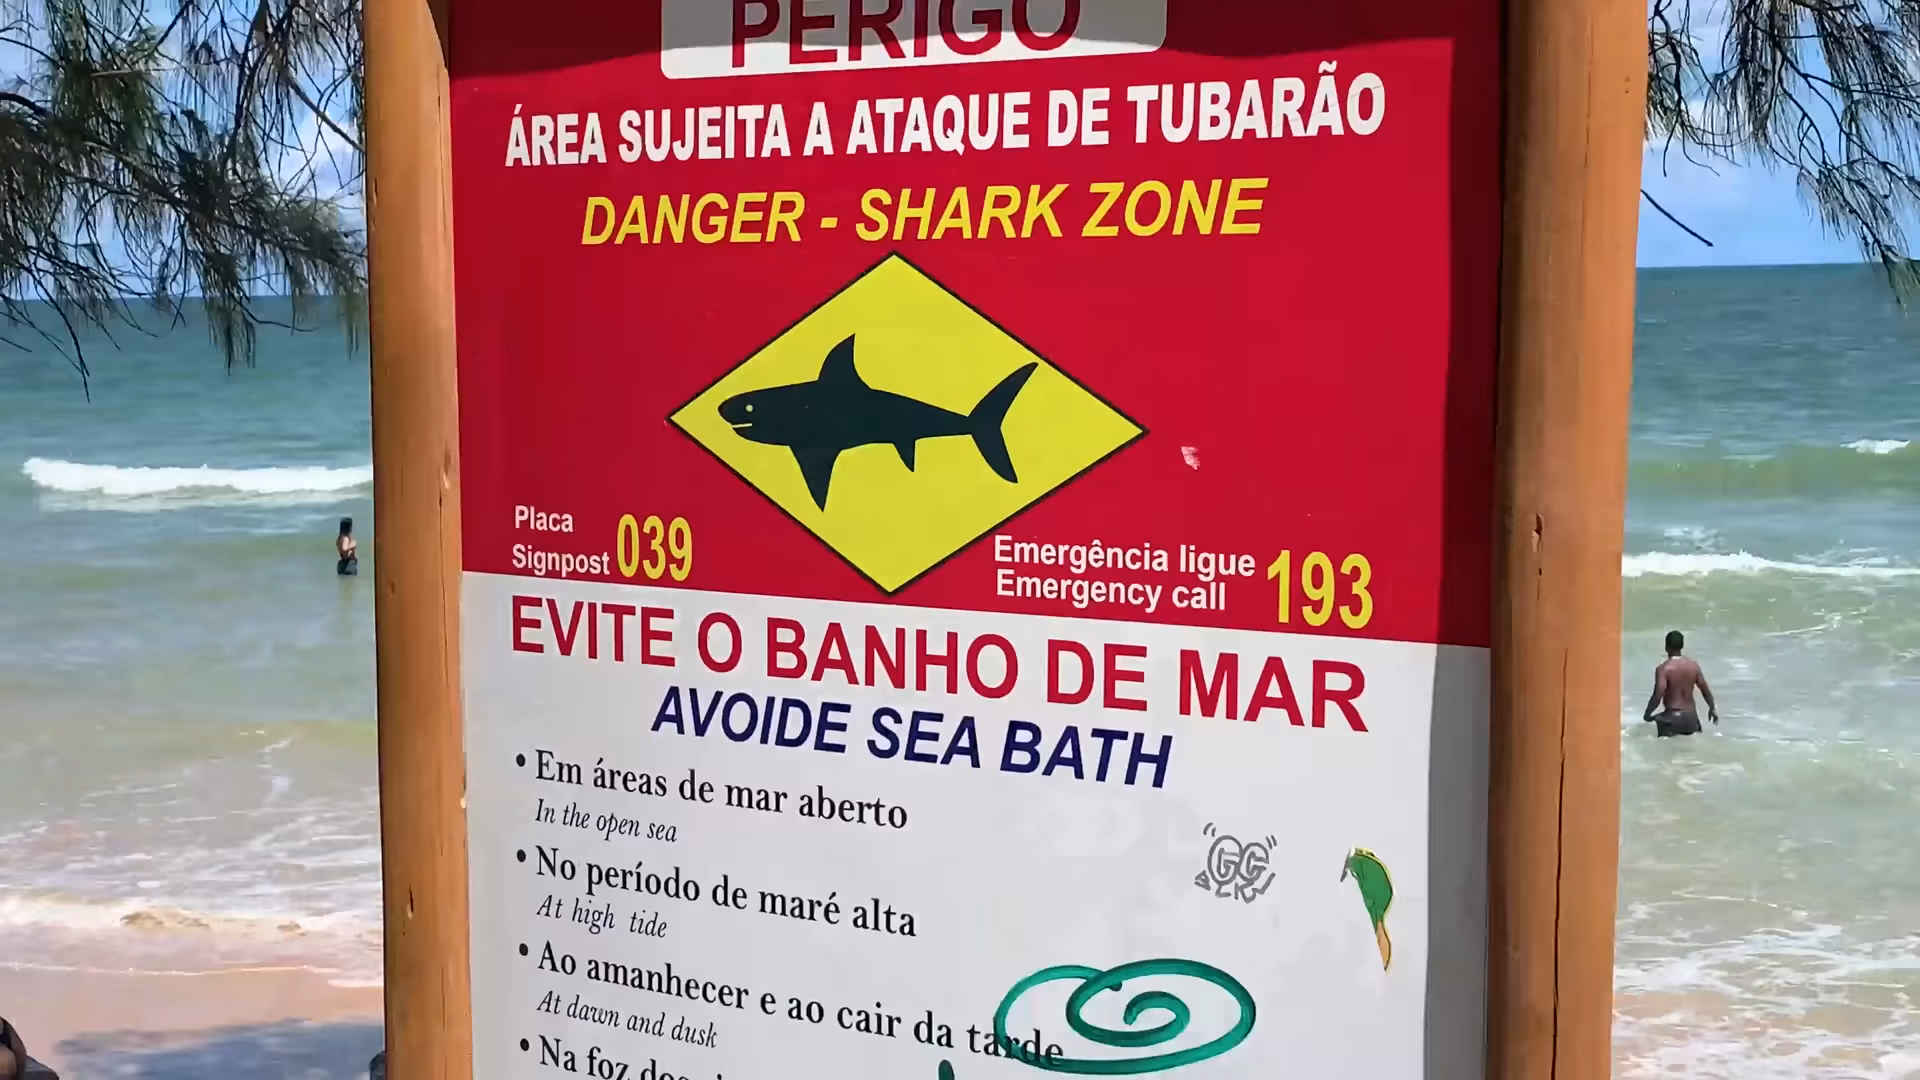 PERIGO
ÁREA SUJEITA A ATAQUE DE TUBARÃO
DANGER - SHARK ZONE
Placa
Signpost 039
Emergência ligue
Emergency call 193
EVITE O BANHO DE MAR
AVOIDE SEA BATH
• Em áreas de mar aberto
In the open sea
• No período de maré alta
At high tide
• Ao amanhecer e ao cair da tarde
At dawn and dusk
• Na foz